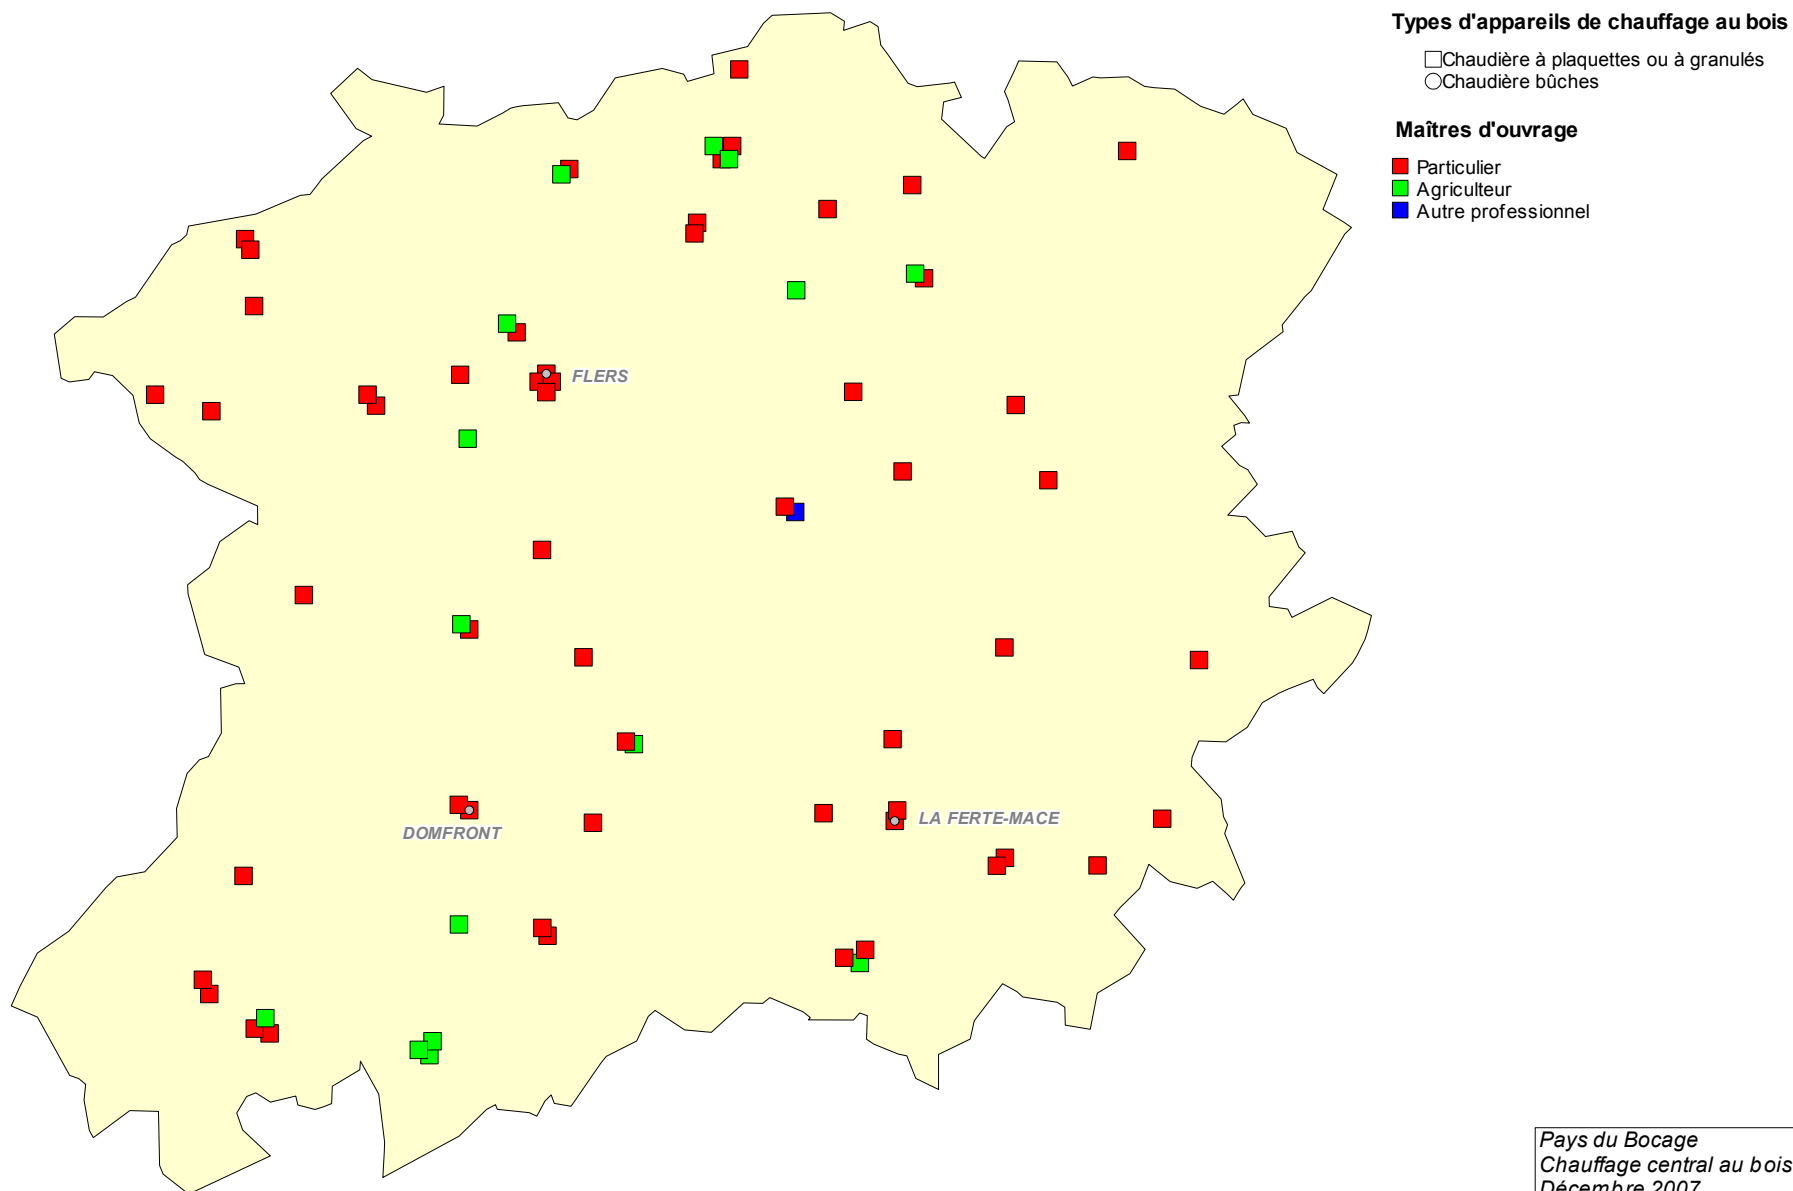 Types d'appareils de chauffage au bois
Chaudière à plaquettes ou à granulés
Chaudière bûches
Maîtres d'ouvrage
Particulier
Agriculteur
Autre professionnel
FLERS
DOMFRONT
LA FERTE-MACE
Pays du Bocage
Chauffage central au bois
Décembre 2007